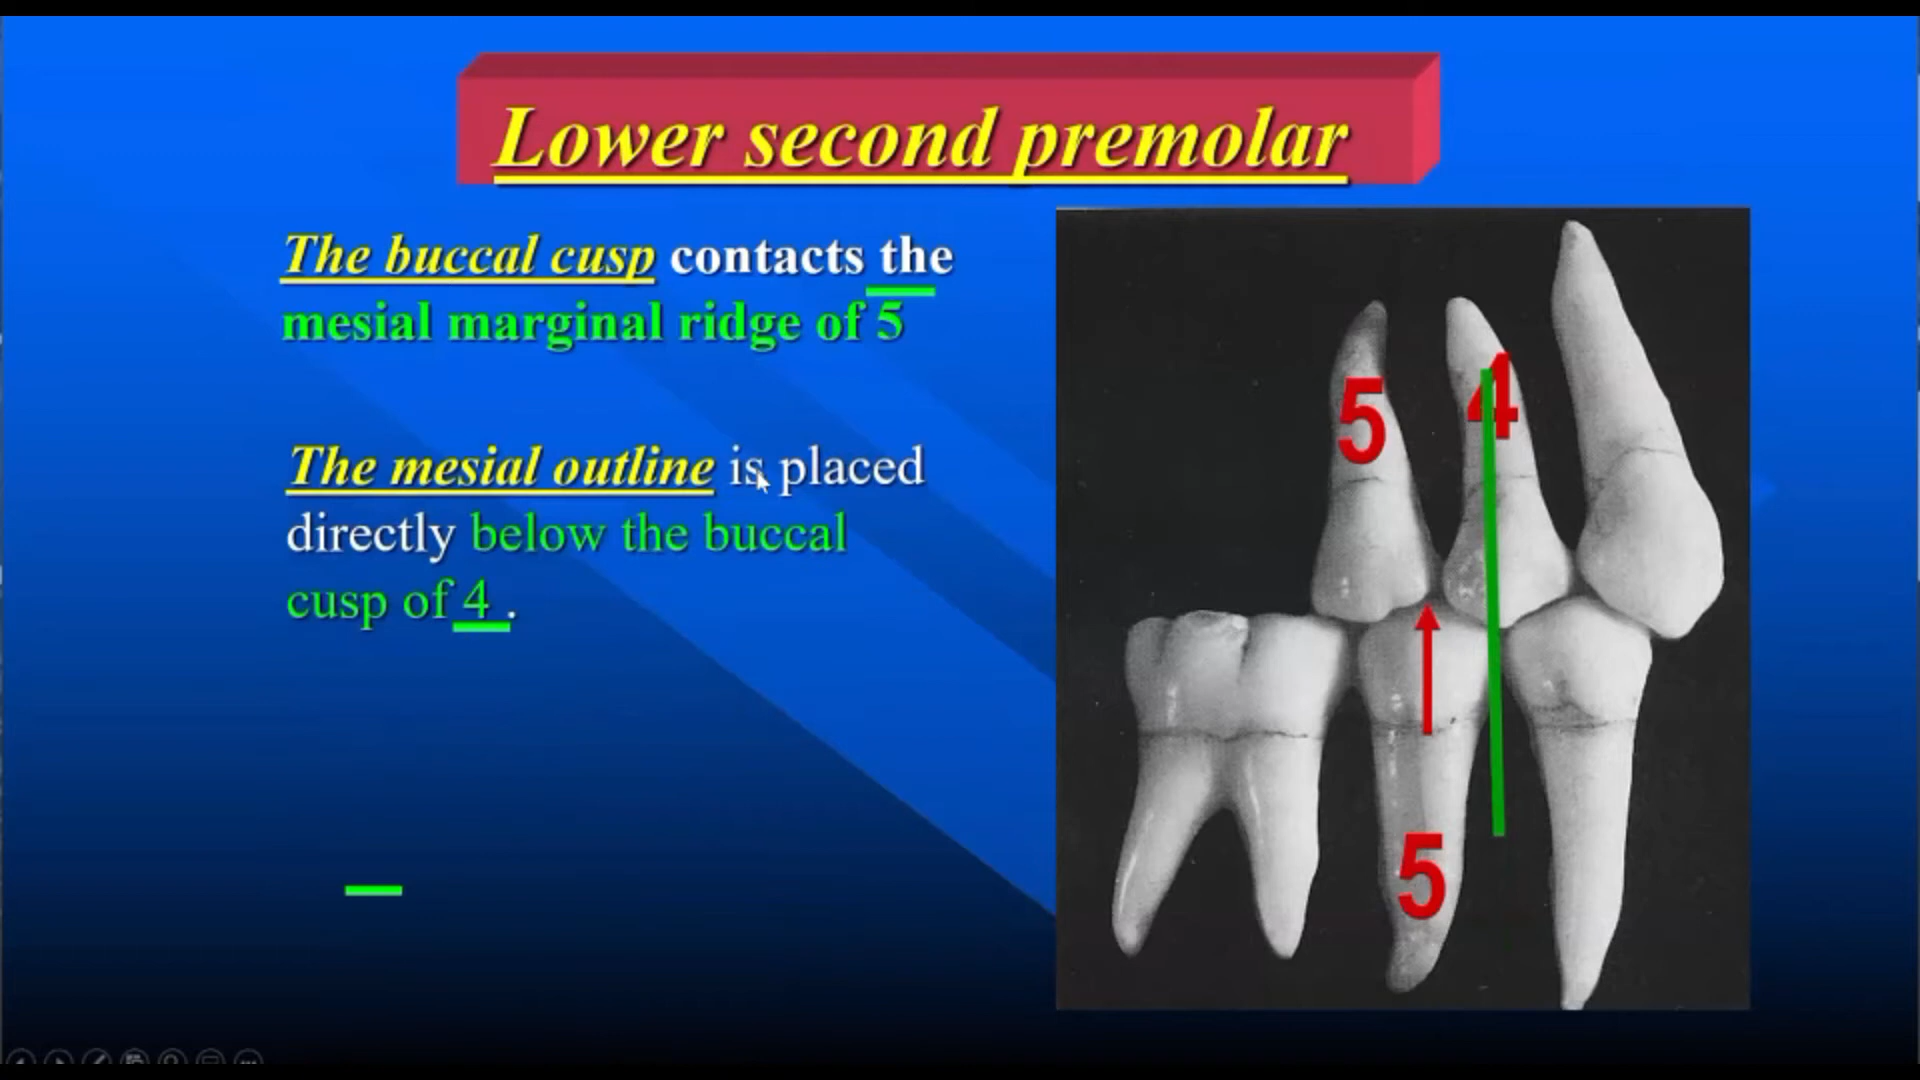 Lower second premolar
The buccal cusp contacts the
mesial marginal ridge of 5
The mesial outline is placed
directly below the buccal
cusp of 4 .
5
4
5